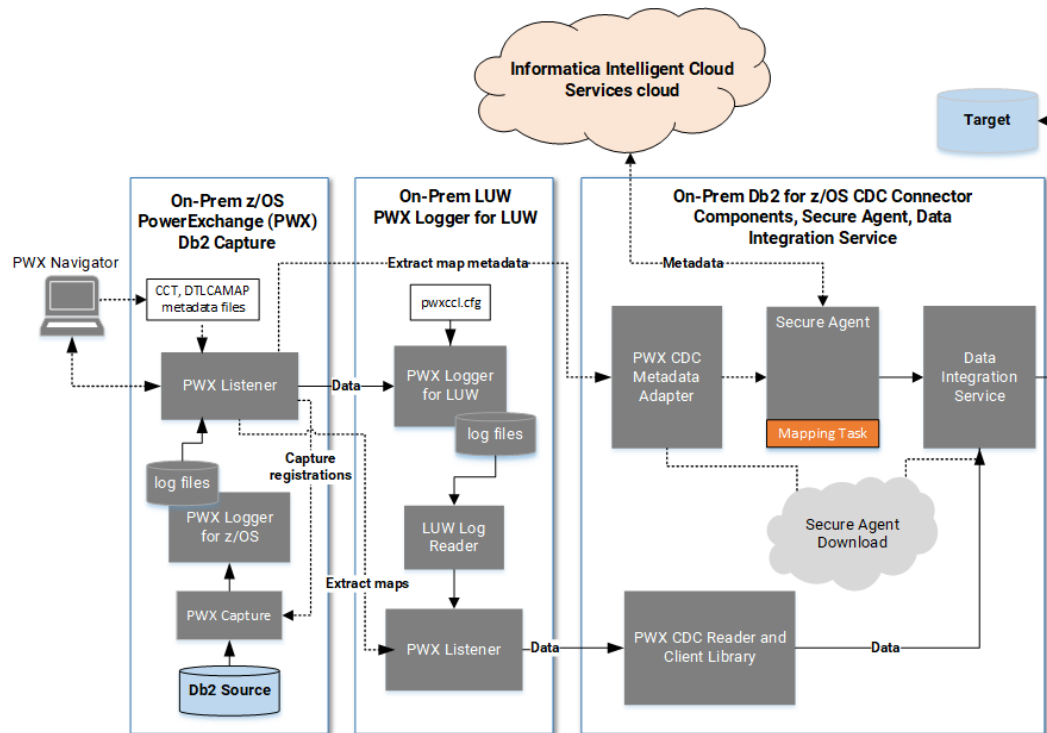 Informatica Intelligent Cloud
Services cloud
Target
On-Prem z/OS
PowerExchange (PWX)
Db2 Capture
On-Prem LUW
PWX Logger for LUW
On-Prem Db2 for z/OS CDC Connector
Components, Secure Agent, Data
Integration Service
PWX Navigator
CCT, DTLCAMAP
metadata files
Extract map metadata
Metadata
pwxccl.cfg
PWX Listener
Data
PWX Logger
for LUW
log files
PWX CDC
Metadata
Adapter
Secure Agent
Mapping Task
Data
Integration
Service
Capture
registrations
log files
PWX Logger
for z/OS
LUW Log
Reader
Secure Agent
Download
Extract maps
PWX Capture
PWX Listener
Data
PWX CDC Reader and
Client Library
Data
Db2 Source